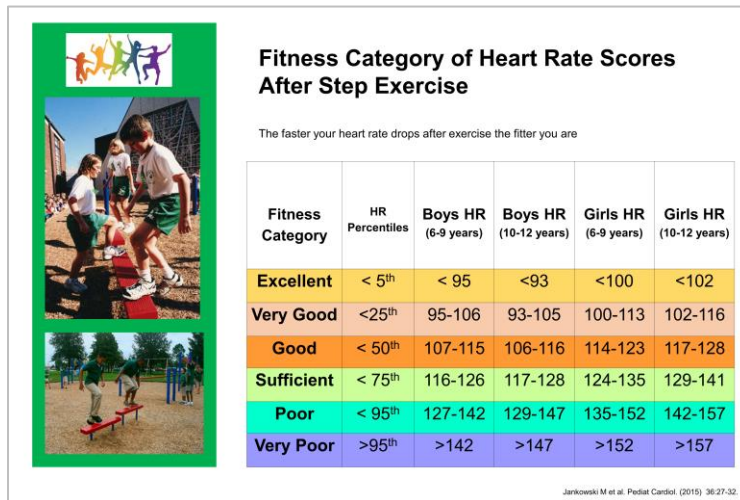 Fitness Category of Heart Rate Scores
After Step Exercise
The faster your heart rate drops after exercise the fitter you are
Fitness Category HR Percentiles Boys HR (6-9 years) Boys HR (10-12 years) Girls HR (6-9 years) Girls HR (10-12 years)
Excellent < 5th < 95 <93 <100 <102
Very Good <25th 95-106 93-105 100-113 102-116
Good < 50th 107-115 106-116 114-123 117-128
Sufficient < 75th 116-126 117-128 124-135 129-141
Poor < 95th 127-142 129-147 135-152 142-157
Very Poor >95th >142 >147 >152 >157
Jankowski M et al. Pediat Cardiol. (2015) 36:27-32.